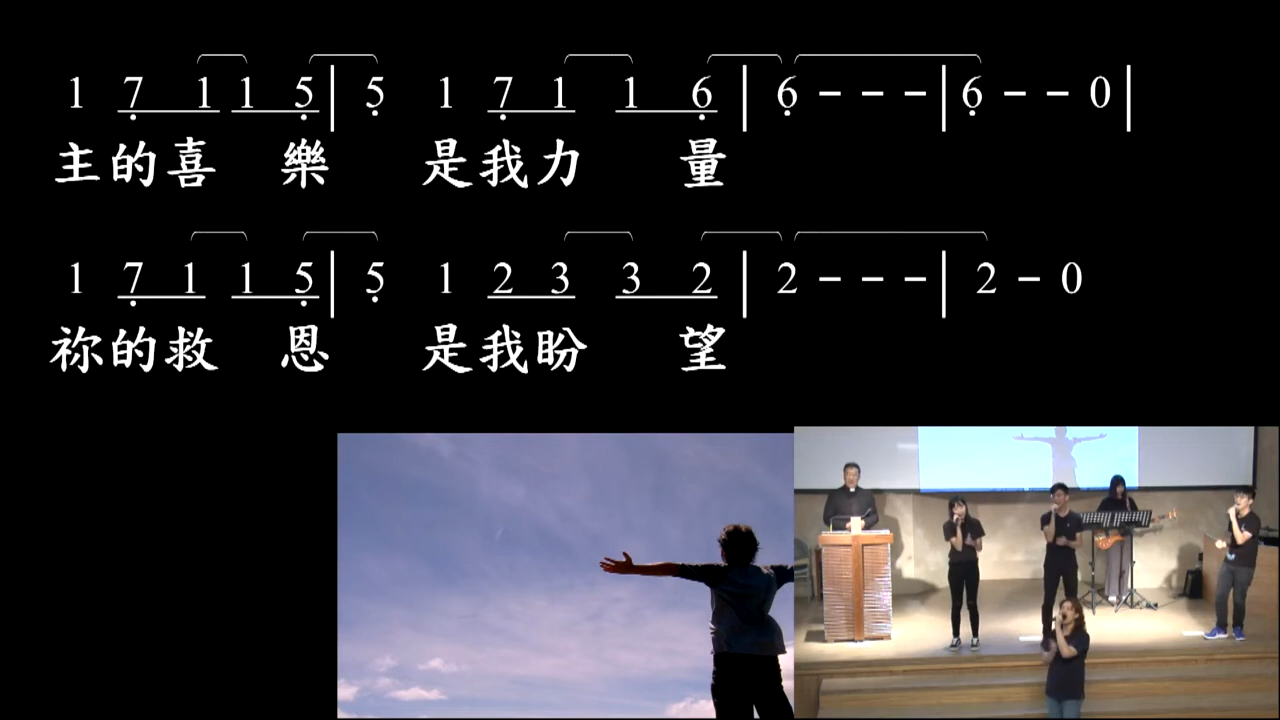 1 7 1 1 5 | 5 1 7 1 1 6 | 6 - - - | 6 - - 0 |
主的喜 樂 是我力 量
1 7 1 1 5 | 5 1 2 3 3 2 | 2 - - - | 2 - 0
祢的救 恩 是我盼 望